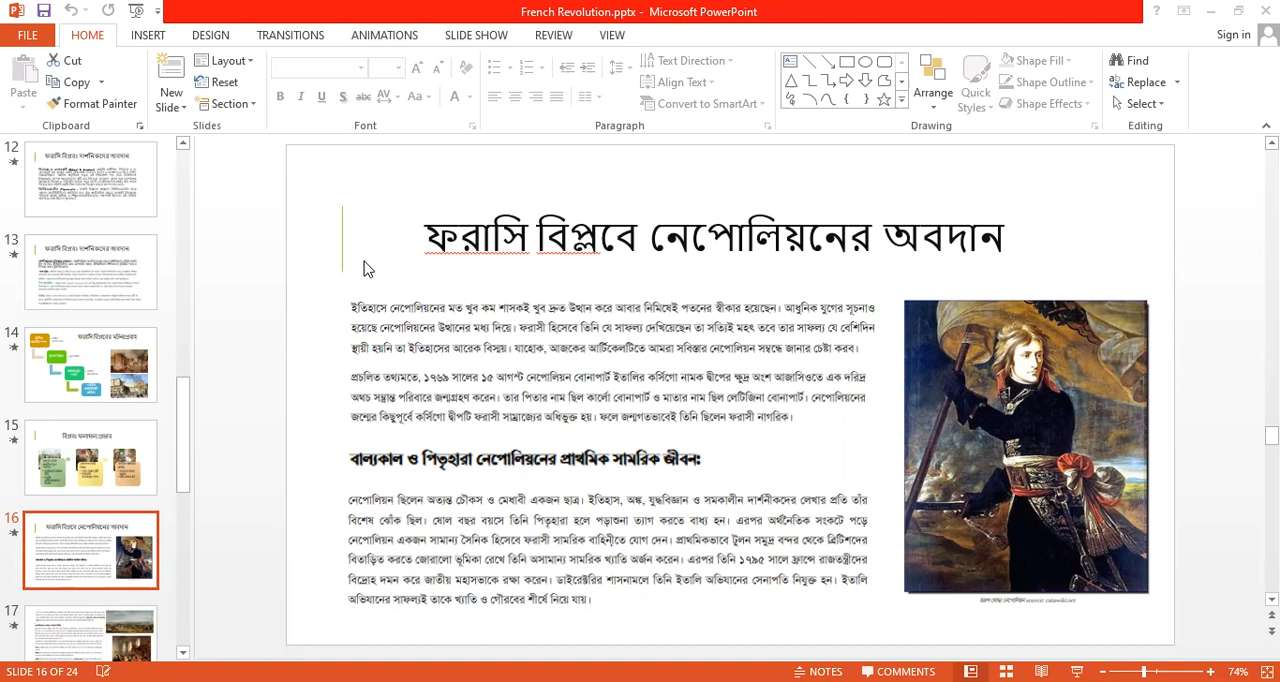 French Revolution.pptx - Microsoft PowerPoint
FILE HOME INSERT DESIGN TRANSITIONS ANIMATIONS SLIDE SHOW REVIEW VIEW Sign in
Paste
Cut
Copy
Format Painter
Clipboard
New Slide
Layout
Reset
Section
Slides
Font
Text Direction
Align Text
Convert to SmartArt
Paragraph
Arrange
Quick Styles
Shape Fill
Shape Outline
Shape Effects
Drawing
Find
Replace
Select
Editing
12
13
14
15
16
17
ফরাসি বিপ্লবে নেপোলিয়নের অবদান
ইতিহাসে নেপোলিয়নের মত খুব কম শাসকই খুব দ্রুত উত্থান করে আবার নিমিষেই পতনের স্বীকার হয়েছেন। আধুনিক যুগের সূচনাও
হয়েছে নেপোলিয়নের উত্থানের মধ্য দিয়ে। ফরাসী হিসেবে তিনি যে সাফল্য দেখিয়েছেন তা সত্যিই মহৎ তবে তার সাফল্য যে বেশিদিন
স্থায়ী হয়নি তা ইতিহাসের আরেক বিস্ময়। যাহোক, আজকের আর্টিকেলটিতে আমরা সবিস্তার নেপোলিয়ন সম্বন্ধে জানার চেষ্টা করব।
প্রচলিত তথ্যমতে, ১৭৬৯ সালের ১৫ আগস্ট নেপোলিয়ন বোনাপার্ট ইতালির কর্সিগো নামক দ্বীপের ক্ষুদ্র অংশ আজাসিওতে এক দরিদ্র
অথচ সম্ভ্রান্ত পরিবারে জন্মগ্রহণ করেন। তার পিতার নাম ছিল কার্লো বোনাপার্ট ও মাতার নাম ছিল লেটিজিনা বোনাপার্ট। নেপোলিয়নের
জন্মের কিছুপূর্বে কর্সিগো দ্বীপটি ফরাসী সাম্রাজ্যের অধিভুক্ত হয়। ফলে জন্মগতভাবেই তিনি ছিলেন ফরাসী নাগরিক।
বাল্যকাল ও পিতৃহারা নেপোলিয়নের প্রাথমিক সামরিক জীবন:
নেপোলিয়ন ছিলেন অত্যন্ত চৌকস ও মেধাবী একজন ছাত্র। ইতিহাস, অঙ্ক, যুদ্ধবিজ্ঞান ও সমকালীন দার্শনীকদের লেখার প্রতি তাঁর
বিশেষ ঝোঁক ছিল। ষোল বছর বয়সে তিনি পিতৃহারা হলে পড়াশুনা ত্যাগ করতে বাধ্য হন। এরপর অর্থনৈতিক সংকটে পড়ে
নেপোলিয়ন একজন সামান্য সৈনিক হিসেবে ফরাসী সামরিক বাহিনীতে যোগ দেন। প্রাথমিকভাবে বন্দর থেকে ব্রিটিশদের
করেন। এরপর তিনি ফ্রান্সে রাজতন্ত্রীদের
বিদ্রোহ দমন করে জাতীয় মহাসভাকে রক্ষা করেন। ডাইরেক্টরির শাসনামলে তিনি ইতালি অভিযানের সেনাপতি নিযুক্ত হন। ইতালি
অভিযানের সাফল্যই তাকে খ্যাতি ও গৌরবের শীর্ষে নিয়ে যায়।
SLIDE 16 OF 24 NOTES COMMENTS 74%